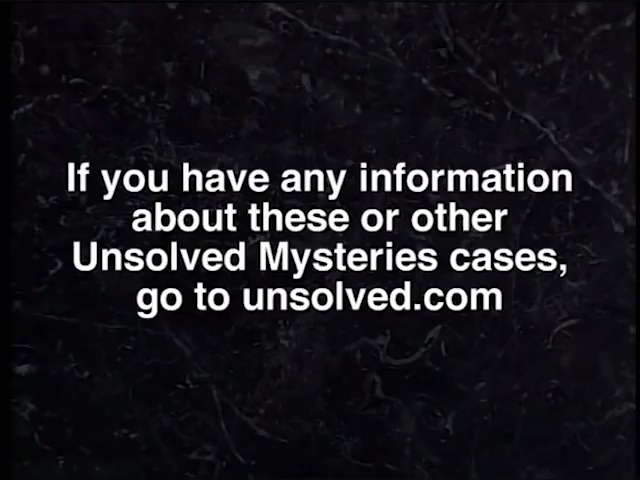 If you have any information
about these or other
Unsolved Mysteries cases,
go to unsolved.com